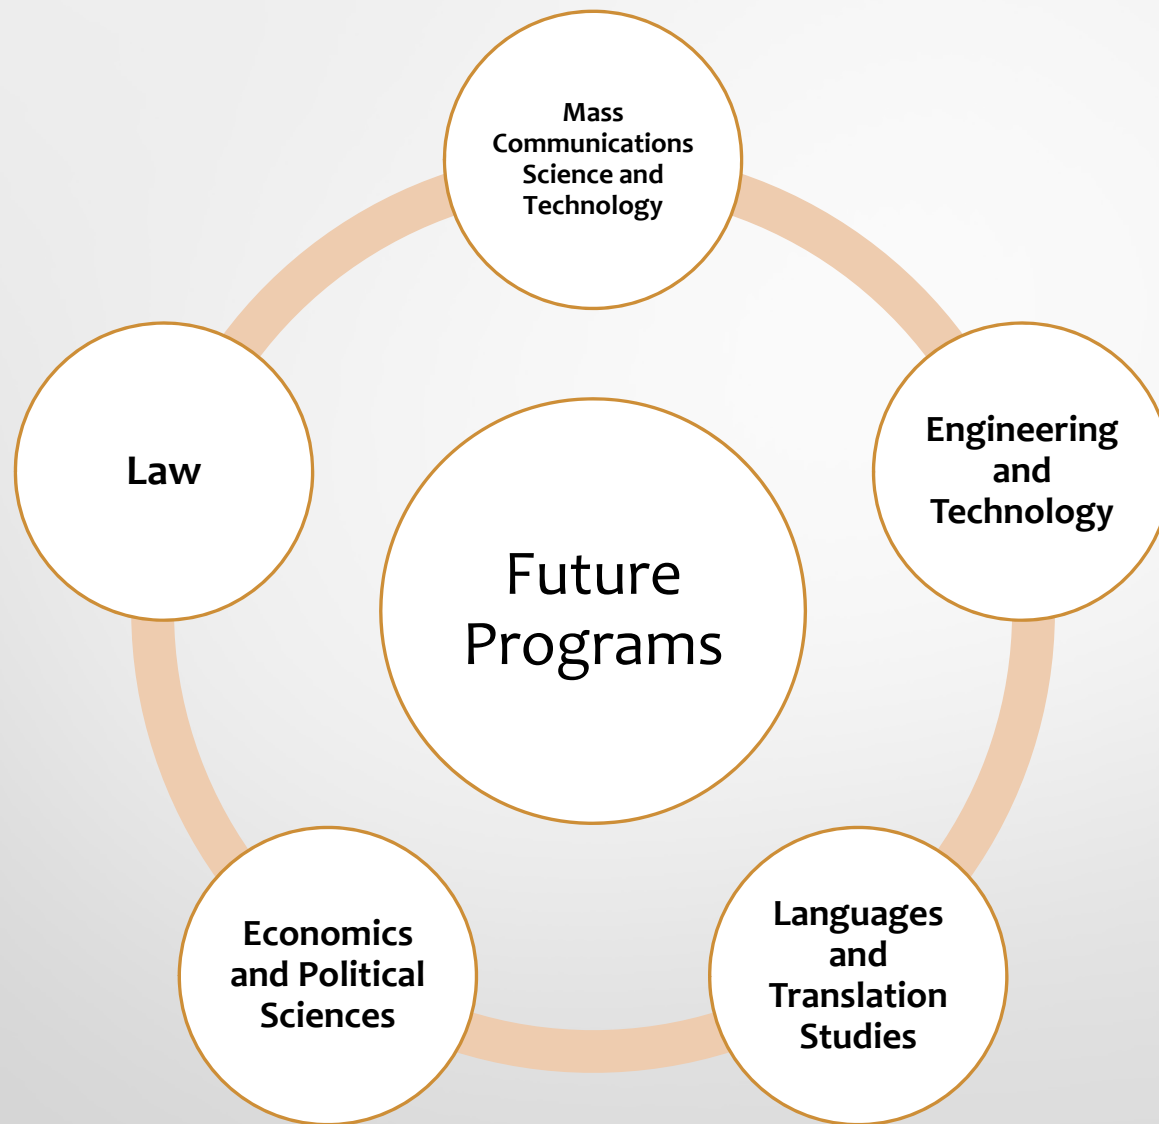 Mass
Communications
Science and
Technology
Engineering
and
Technology
Languages
and
Translation
Studies
Economics
and Political
Sciences
Law
Future
Programs